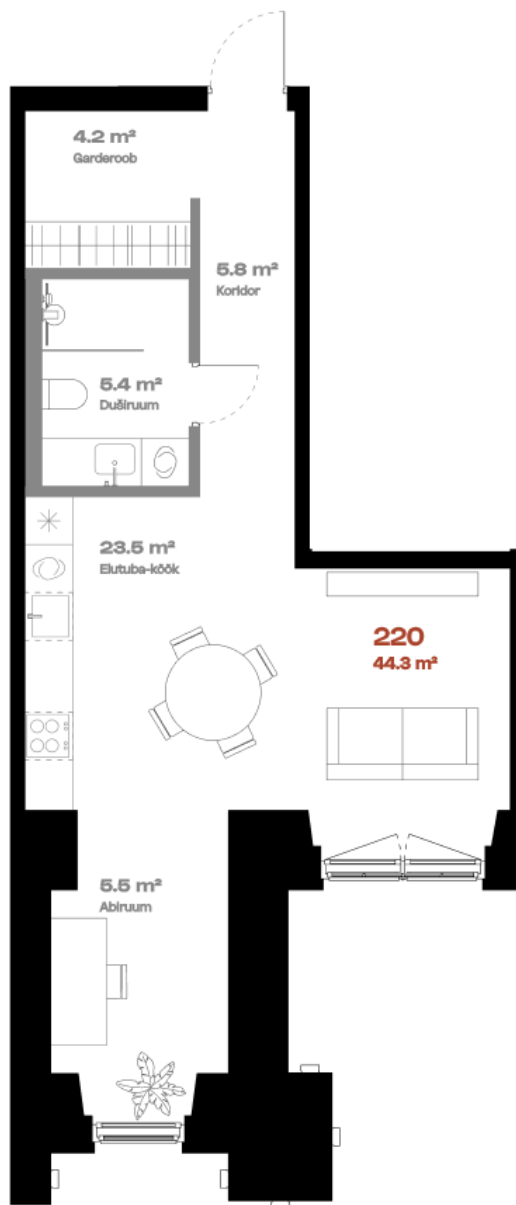 4.2 m²
Garderoob
5.8 m²
Koridor
5.4 m²
Duširuum
23.5 m²
Elutuba-köök
220
44.3 m²
5.5 m²
Abiruum